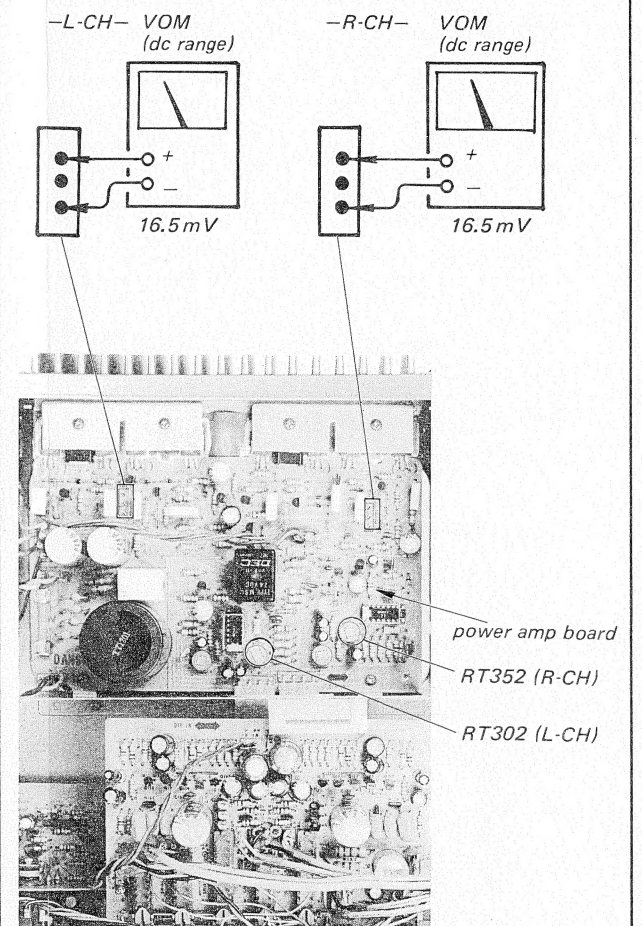 —L-CH— VOM
(dc range)
+
—
16.5mV
—R-CH— VOM
(dc range)
+
—
16.5mV
power amp board
RT352 (R-CH)
RT302 (L-CH)